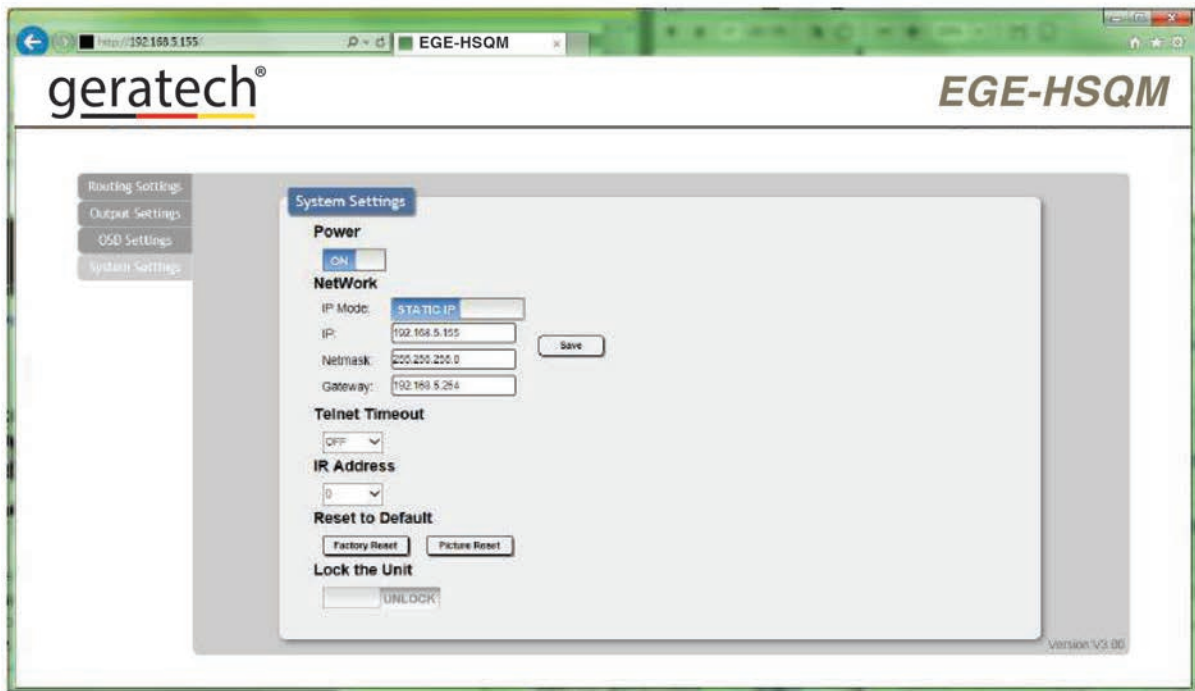 http://192.168.5.155/
EGE-HSQM
geratech®
EGE-HSQM
Routing Settings
Output Settings
OSD Settings
System Settings
System Settings
Power
ON
NetWork
IP Mode: STATIC IP
IP: 192.168.5.155
Save
Netmask: 255.255.255.0
Gateway: 192.168.5.254
Telnet Timeout
OFF
IR Address
0
Reset to Default
Factory Reset Picture Reset
Lock the Unit
UNLOCK